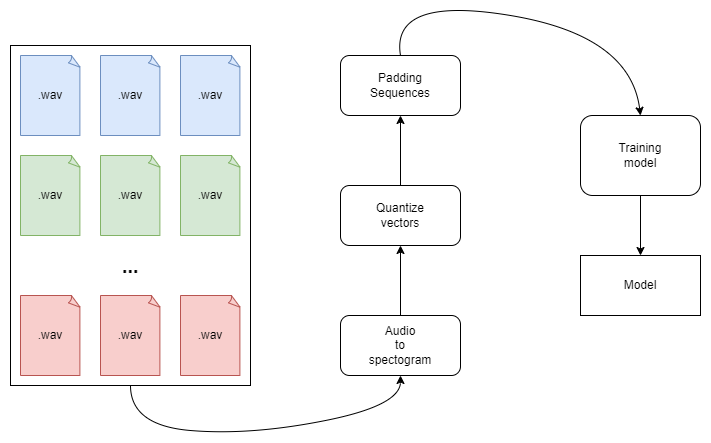 .wav
.wav
.wav
.wav
.wav
.wav
...
.wav
.wav
.wav
Audio
to
spectogram
Quantize
vectors
Padding
Sequences
Training
model
Model